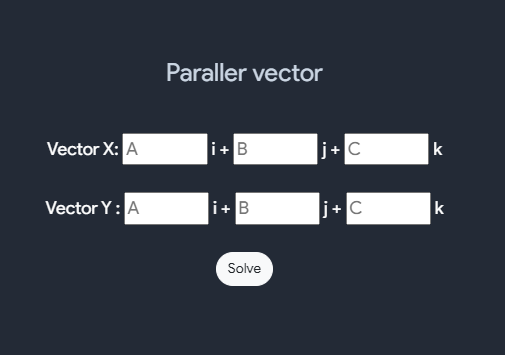 Paraller vector
Vector X: A i + B j + C k
Vector Y : A i + B j + C k
Solve